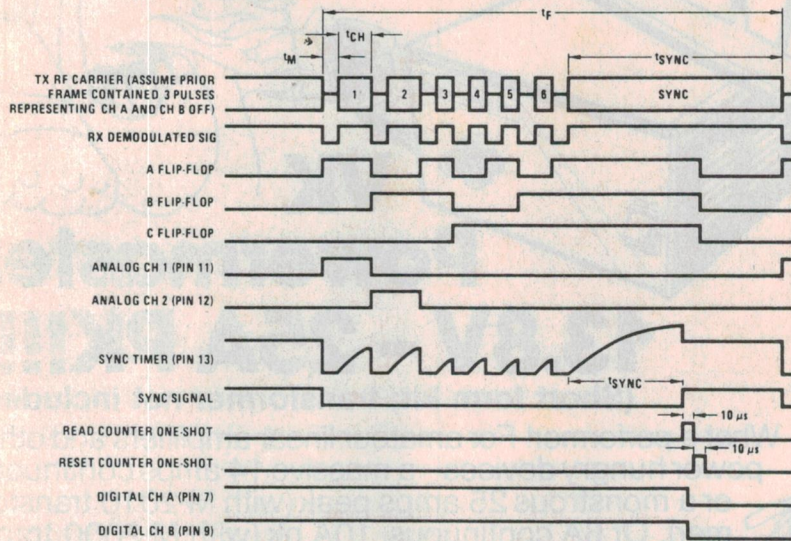 tF
tCH
tM
tSYNC
TX RF CARRIER (ASSUME PRIOR
FRAME CONTAINED 3 PULSES
REPRESENTING CH A AND CH B OFF)
1 2 3 4 5 6 SYNC
RX DEMODULATED SIG
A FLIP-FLOP
B FLIP-FLOP
C FLIP-FLOP
ANALOG CH 1 (PIN 11)
ANALOG CH 2 (PIN 12)
SYNC TIMER (PIN 13)
tSYNC
SYNC SIGNAL
10 μs
READ COUNTER ONE-SHOT
10 μs
RESET COUNTER ONE-SHOT
DIGITAL CH A (PIN 7)
DIGITAL CH B (PIN 9)